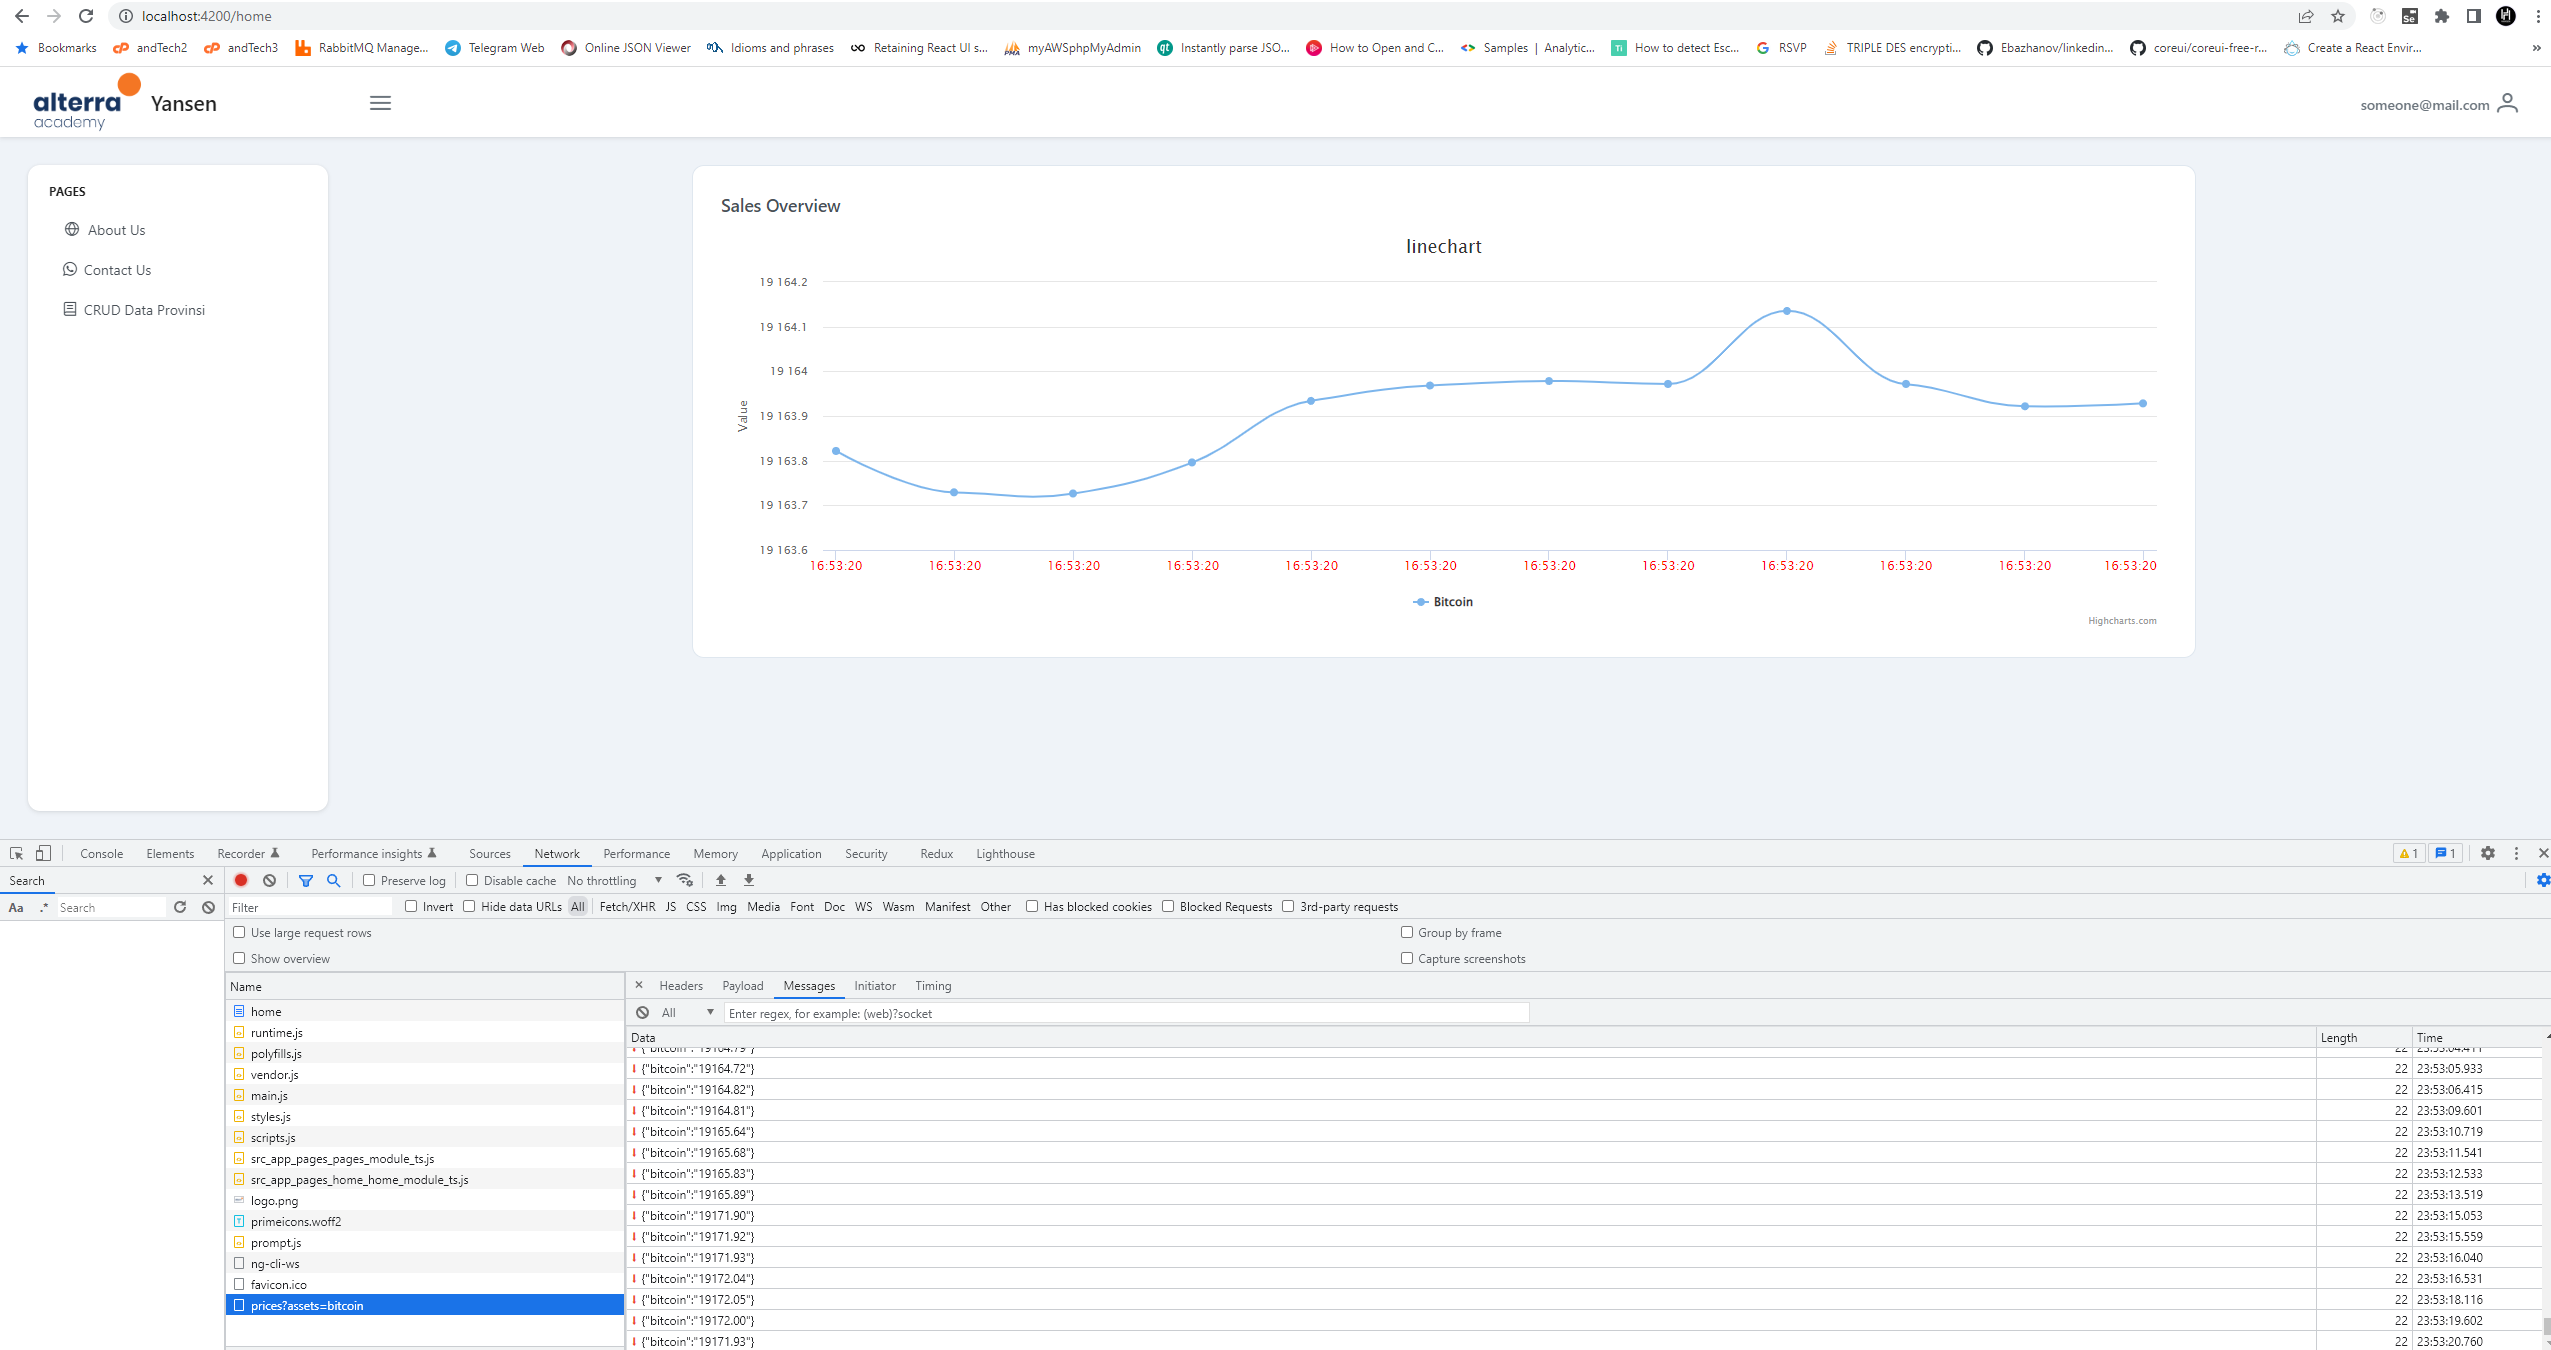 localhost:4200/home
Bookmarks andTech2 andTech3 RabbitMQ Manage... Telegram Web Online JSON Viewer Idioms and phrases Retaining React UI s... myAWSphpMyAdmin Instantly parse JSO... How to Open and C... Samples | Analytic... How to detect Esc... RSVP TRIPLE DES encrypti... Ebazhanov/linkedin... coreui/coreui-free-r... Create a React Envir... »
alterra
academy
Yansen
someone@mail.com
PAGES
About Us
Contact Us
CRUD Data Provinsi
Sales Overview
linechart
Value
19 164.2
19 164.1
19 164
19 163.9
19 163.8
19 163.7
19 163.6
16:53:20 16:53:20 16:53:20 16:53:20 16:53:20 16:53:20 16:53:20 16:53:20 16:53:20 16:53:20 16:53:20 16:53:20
Bitcoin
Highcharts.com
Console Elements Recorder Performance insights Sources Network Performance Memory Application Security Redux Lighthouse 1 1
Search
Preserve log Disable cache No throttling
Aa .* Search
Filter Invert Hide data URLs All Fetch/XHR JS CSS Img Media Font Doc WS Wasm Manifest Other Has blocked cookies Blocked Requests 3rd-party requests
Use large request rows Group by frame
Show overview Capture screenshots
Name
home
runtime.js
polyfills.js
vendor.js
main.js
styles.js
scripts.js
src_app_pages_pages_module_ts.js
src_app_pages_home_home_module_ts.js
logo.png
primeicons.woff2
prompt.js
ng-cli-ws
favicon.ico
prices?assets=bitcoin
Headers Payload Messages Initiator Timing
All Enter regex, for example: (web)?socket
Data Length Time
{"bitcoin":"19164.79"} 22 23:53:04.411
{"bitcoin":"19164.72"} 22 23:53:05.933
{"bitcoin":"19164.82"} 22 23:53:06.415
{"bitcoin":"19164.81"} 22 23:53:09.601
{"bitcoin":"19165.64"} 22 23:53:10.719
{"bitcoin":"19165.68"} 22 23:53:11.541
{"bitcoin":"19165.83"} 22 23:53:12.533
{"bitcoin":"19165.89"} 22 23:53:13.519
{"bitcoin":"19171.90"} 22 23:53:15.053
{"bitcoin":"19171.92"} 22 23:53:15.559
{"bitcoin":"19171.93"} 22 23:53:16.040
{"bitcoin":"19172.04"} 22 23:53:16.531
{"bitcoin":"19172.05"} 22 23:53:18.116
{"bitcoin":"19172.00"} 22 23:53:19.602
{"bitcoin":"19171.93"} 22 23:53:20.760